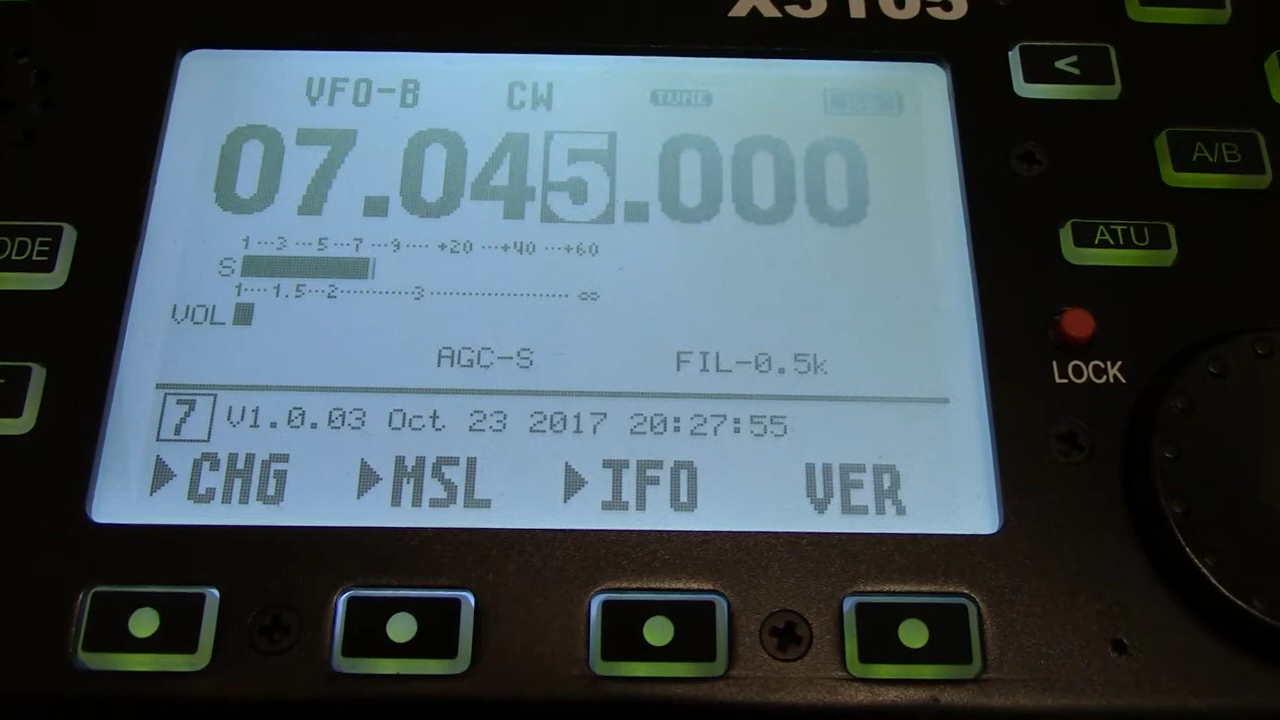 X5105
<
VFO-B CW TUNE
07.045.000
A/B
ODE
ATU
1···3···5···7···9····+20···+40···+60
S
1····1.5··2·········3················∞
VOL
AGC-S FIL-0.5k
LOCK
7 V1.0.03 Oct 23 2017 20:27:55
▶CHG ▶MSL ▶IFO VER